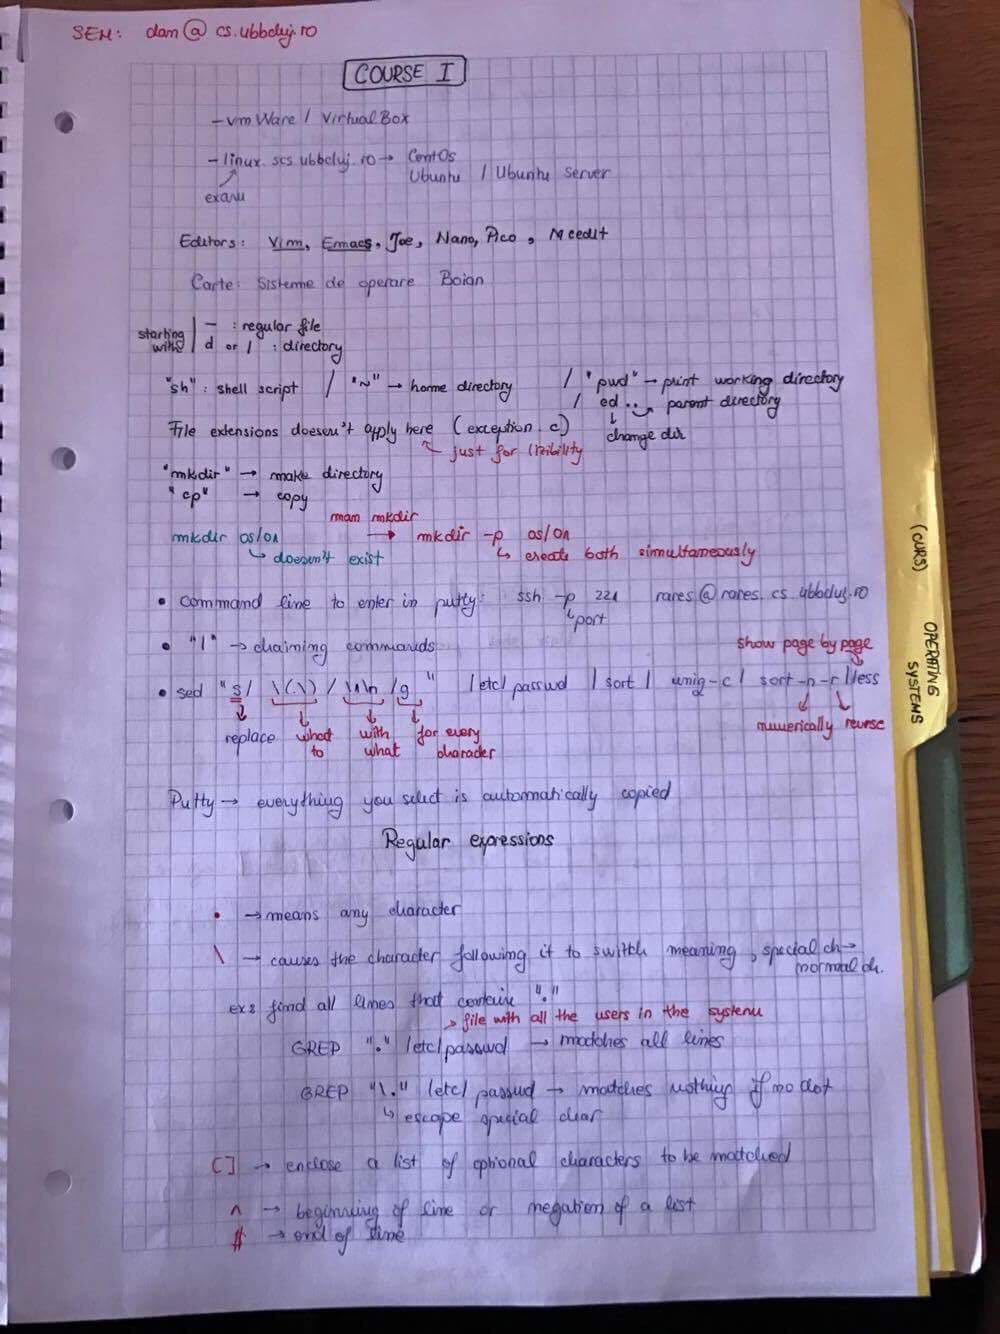 SEM: dan@cs.ubbcluj.ro
COURSE I
- vmWare / VirtualBox
- linux.scs.ubbcluj.ro → CentOs
Ubuntu / Ubuntu Server
exam
Editors: Vim, Emacs, Joe, Nano, Pico, Mcedit
Carte: Sisteme de operare Boian
starting with | - : regular file
d or / : directory
"sh": shell script / "~" → home directory / "pwd" → print working directory
/ cd .. → parent directory
↓ change dir
File extensions doesen't apply here (exception .c)
just for libibility
"mkdir" → make directory
"cp" → copy
man mkdir
mkdir os/on → mkdir -p os/on
↳ doesen't exist ↳ create both simultaneously
• command line to enter in putty: ssh -p 221 rares@rares.cs.ubbcluj.ro
↳ port
• "|" → chaining commands
show page by page
• sed "s/ \(.\) / \1\n /g " /etc/passwd | sort | uniq -c | sort -n -r | less
replace what to with what for every character numerically reverse
Putty → everything you select is automatically copied
Regular expressions
. → means any character
\ → causes the character following it to switch meaning, special ch →
normal ch.
ex: find all lines that contain "."
↳ file with all the users in the system
GREP "." /etc/passwd → matches all lines
GREP "\." /etc/passwd → matches nothing if no dot
↳ escape special char
[] → enclose a list of optional characters to be matched
^ → beginning of line or negation of a list
$ → end of line
(CURS)
OPERATING
SYSTEMS